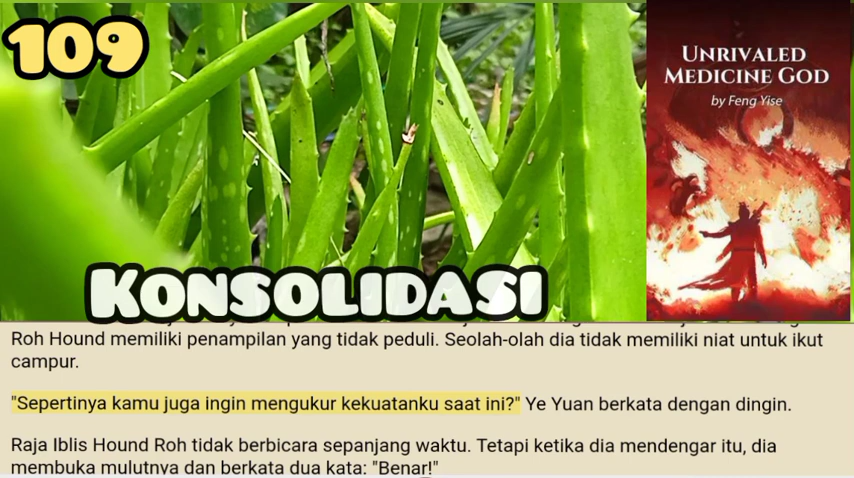 109
UNRIVALED
MEDICINE GOD
by Feng Yise
KONSOLIDASI
Roh Hound memiliki penampilan yang tidak peduli. Seolah-olah dia tidak memiliki niat untuk ikut
campur.
"Sepertinya kamu juga ingin mengukur kekuatanku saat ini?" Ye Yuan berkata dengan dingin.
Raja Iblis Hound Roh tidak berbicara sepanjang waktu. Tetapi ketika dia mendengar itu, dia
membuka mulutnya dan berkata dua kata: "Benar!"